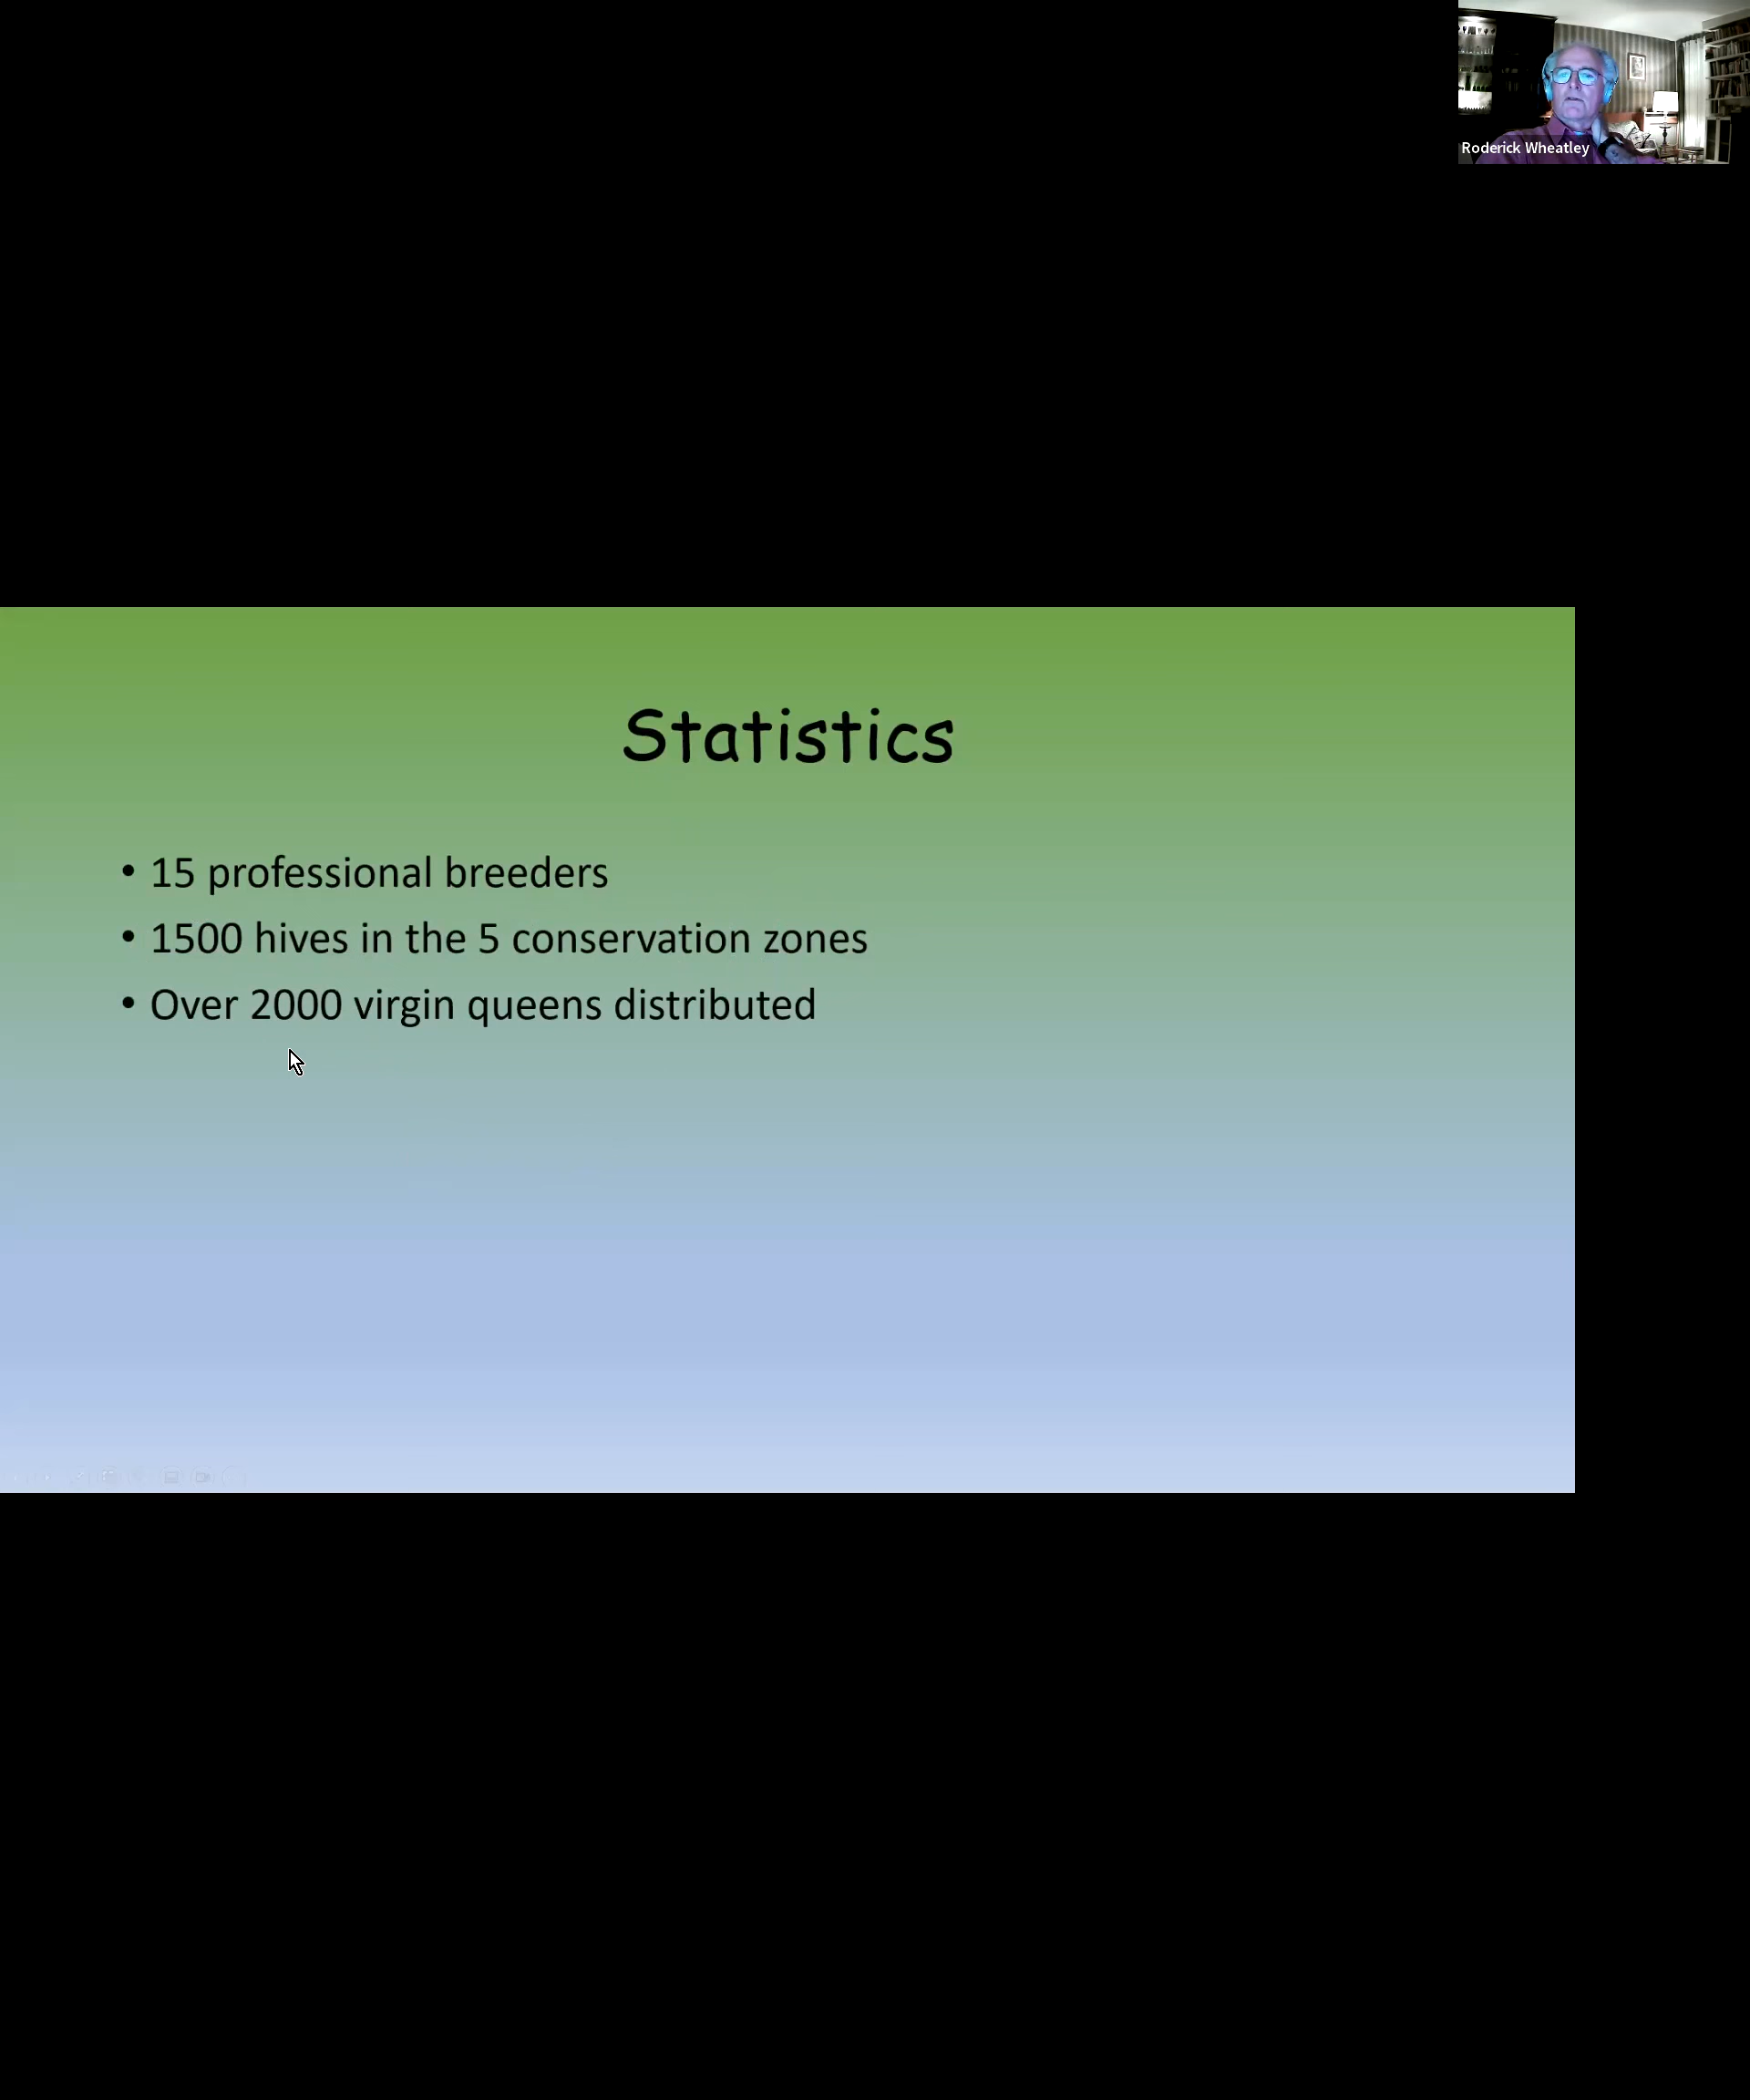 Roderick Wheatley
Statistics
• 15 professional breeders
• 1500 hives in the 5 conservation zones
• Over 2000 virgin queens distributed